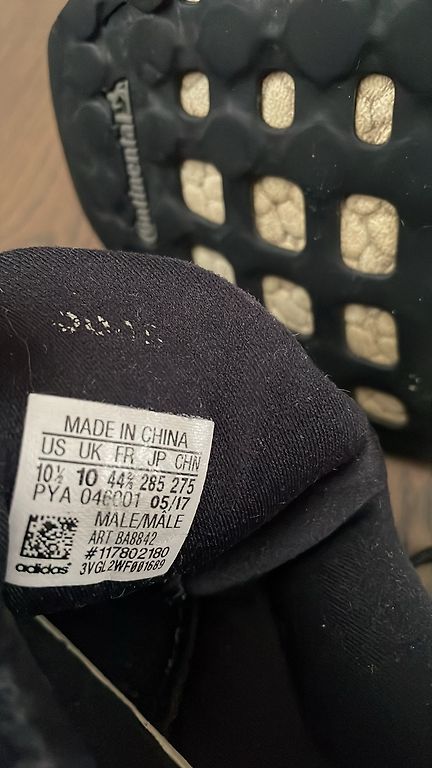 Continental
MADE IN CHINA
US UK FR JP CHN
10½ 10 44⅔ 285 275
PYA 046001 05/17
MALE/MÂLE
ART BA8842
#117802180
3VGL2WF001689
adidas